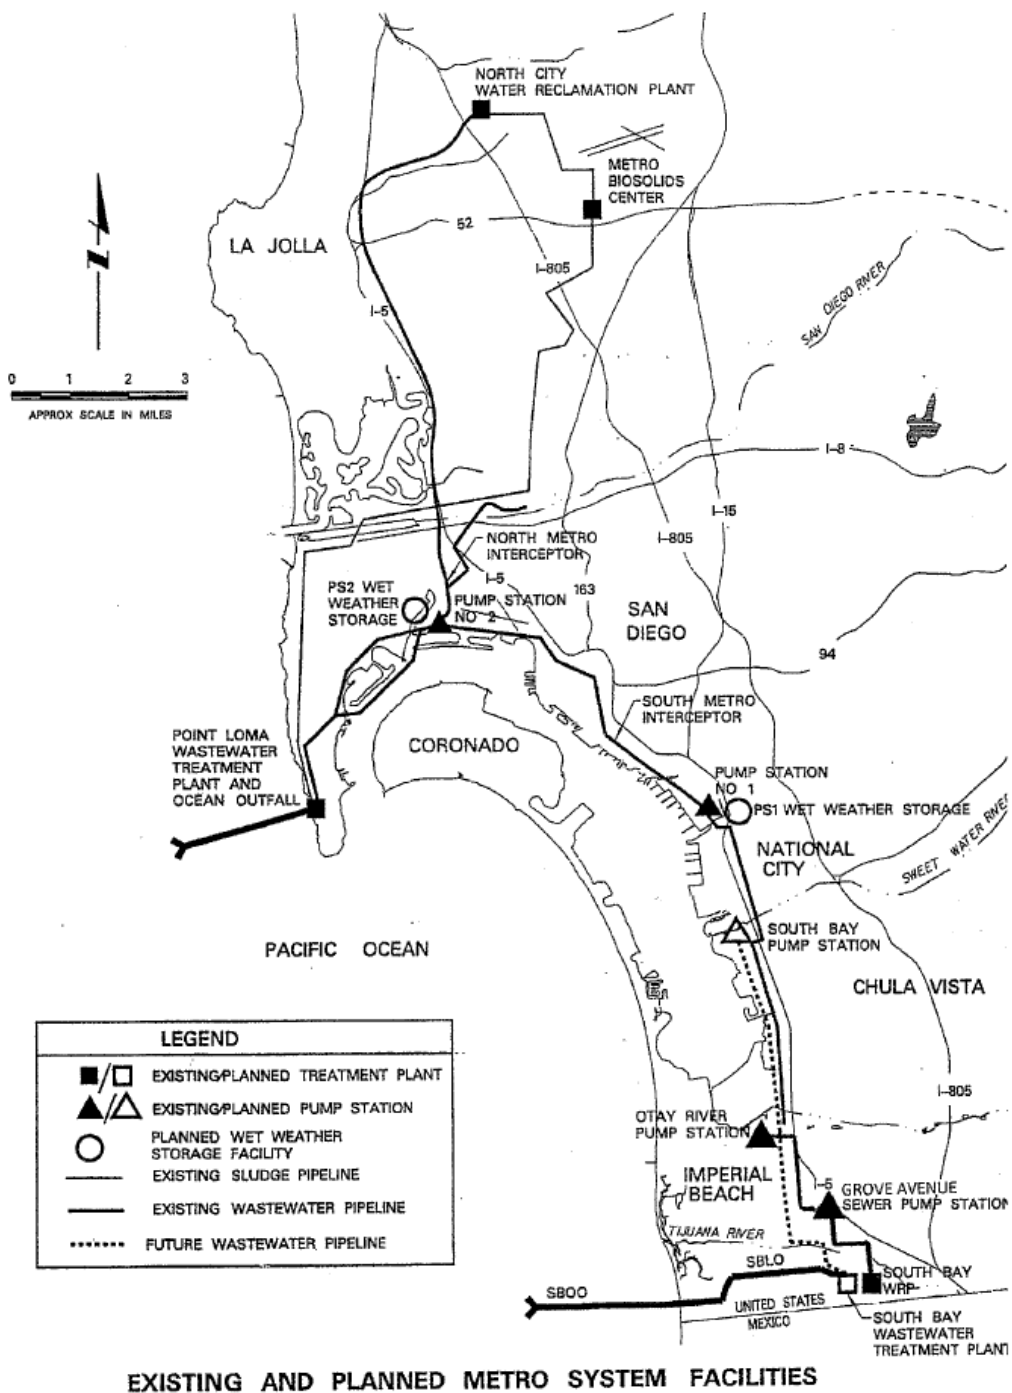 NORTH CITY
WATER RECLAMATION PLANT
METRO
BIOSOLIDS
CENTER
52
LA JOLLA
I-805
SAN DIEGO RIVER
I-5
N
0 1 2 3
APPROX SCALE IN MILES
I-8
I-15
NORTH METRO
INTERCEPTOR
I-805
I-5
163
PS2 WET
WEATHER
STORAGE
PUMP STATION
NO 2
SAN
DIEGO
94
SOUTH METRO
INTERCEPTOR
POINT LOMA
WASTEWATER
TREATMENT
PLANT AND
OCEAN OUTFALL
CORONADO
PUMP STATION
NO 1
PS1 WET WEATHER STORAGE
NATIONAL
CITY
SWEET WATER RIVER
SOUTH BAY
PUMP STATION
PACIFIC OCEAN
CHULA VISTA
LEGEND
EXISTING/PLANNED TREATMENT PLANT
EXISTING/PLANNED PUMP STATION
PLANNED WET WEATHER
STORAGE FACILITY
EXISTING SLUDGE PIPELINE
EXISTING WASTEWATER PIPELINE
FUTURE WASTEWATER PIPELINE
I-805
OTAY RIVER
PUMP STATION
IMPERIAL
BEACH
I-5
GROVE AVENUE
SEWER PUMP STATION
TIJUANA RIVER
SBLO
SBOO
SOUTH BAY
WRP
UNITED STATES
MEXICO
SOUTH BAY
WASTEWATER
TREATMENT PLANT
EXISTING AND PLANNED METRO SYSTEM FACILITIES